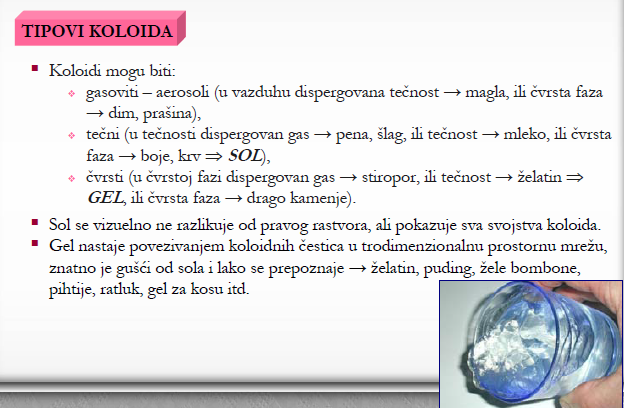 TIPOVI KOLOIDA
Koloidi mogu biti:
gasoviti – aerosoli (u vazduhu dispergovana tečnost → magla, ili čvrsta faza
→ dim, prašina),
tečni (u tečnosti dispergovan gas → pena, šlag, ili tečnost → mleko, ili čvrsta
faza → boje, krv ⇒ SOL),
čvrsti (u čvrstoj fazi dispergovan gas → stiropor, ili tečnost → želatin ⇒
GEL, ili čvrsta faza → drago kamenje).
Sol se vizuelno ne razlikuje od pravog rastvora, ali pokazuje sva svojstva koloida.
Gel nastaje povezivanjem koloidnih čestica u trodimenzionalnu prostornu mrežu,
znatno je gušći od sola i lako se prepoznaje → želatin, puding, žele bombone,
pihtije, ratluk, gel za kosu itd.